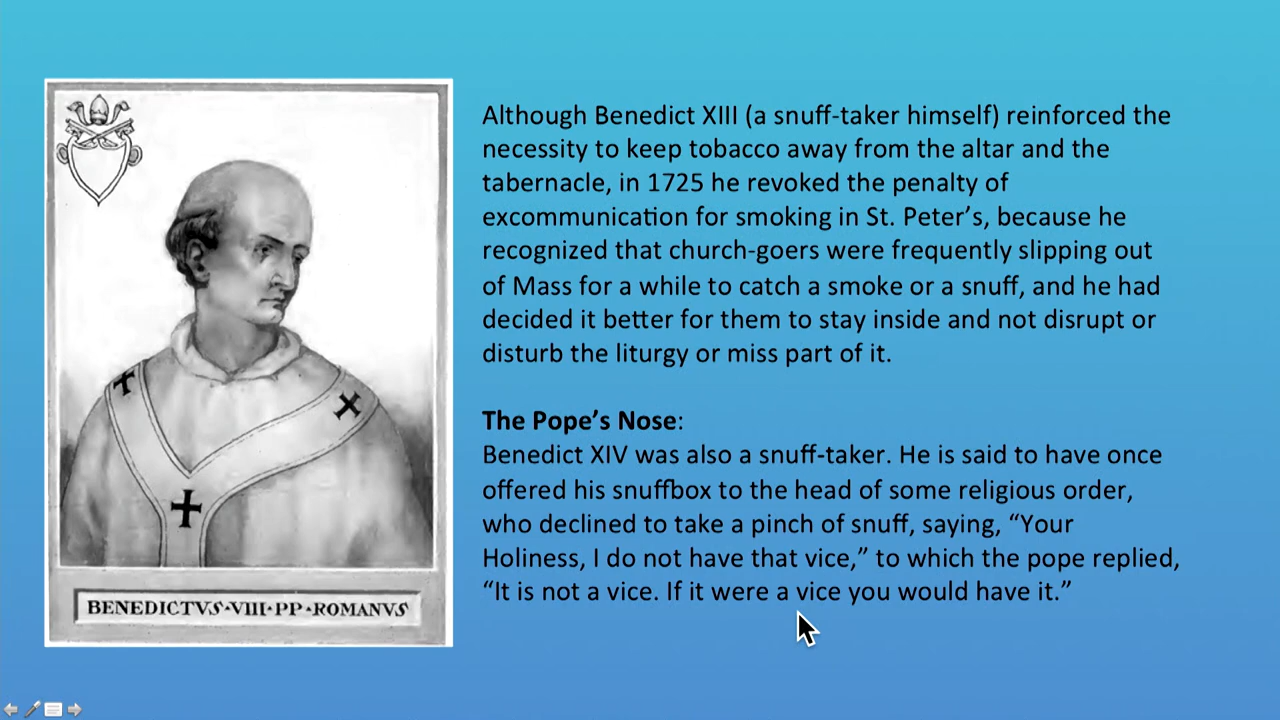 Although Benedict XIII (a snuff-taker himself) reinforced the
necessity to keep tobacco away from the altar and the
tabernacle, in 1725 he revoked the penalty of
excommunication for smoking in St. Peter’s, because he
recognized that church-goers were frequently slipping out
of Mass for a while to catch a smoke or a snuff, and he had
decided it better for them to stay inside and not disrupt or
disturb the liturgy or miss part of it.
The Pope’s Nose:
Benedict XIV was also a snuff-taker. He is said to have once
offered his snuffbox to the head of some religious order,
who declined to take a pinch of snuff, saying, “Your
Holiness, I do not have that vice,” to which the pope replied,
“It is not a vice. If it were a vice you would have it.”
BENEDICTVS·VIII·PP·ROMANVS